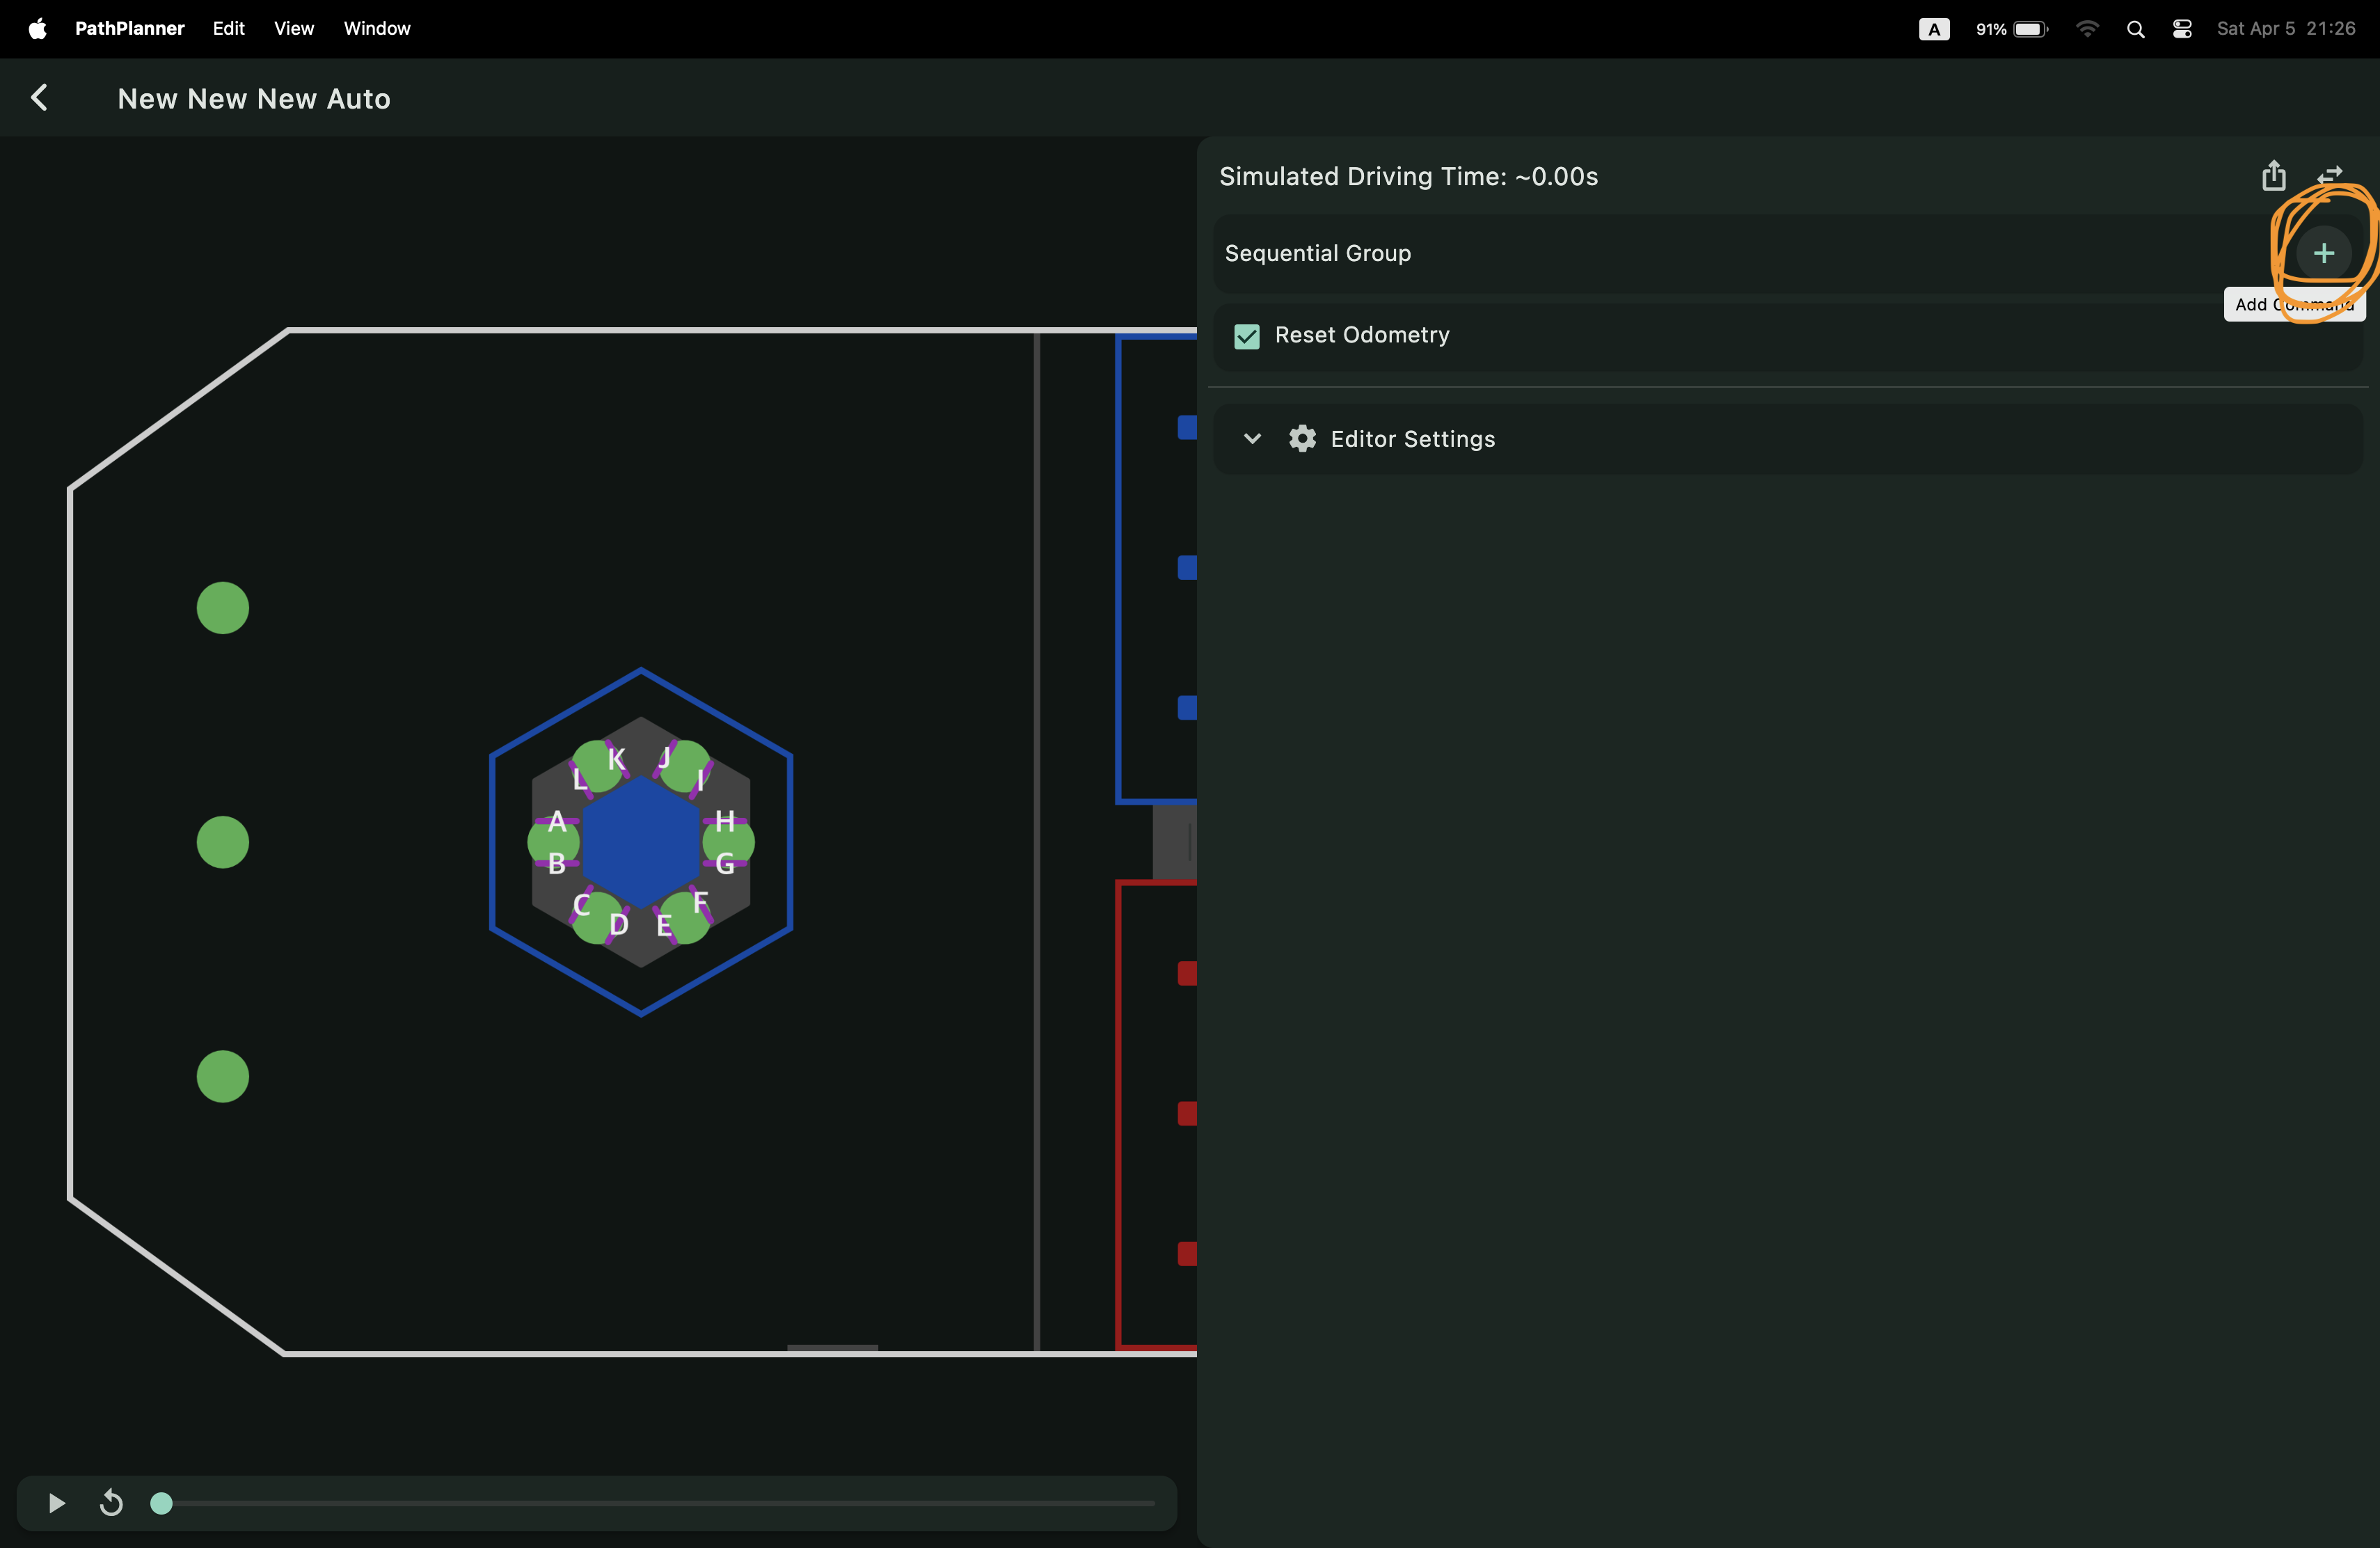 PathPlanner Edit View Window A 91% Sat Apr 5 21:26
New New New Auto
Simulated Driving Time: ~0.00s
Sequential Group
Add Command
Reset Odometry
Editor Settings
K J
L I
A H
B G
C F
D E